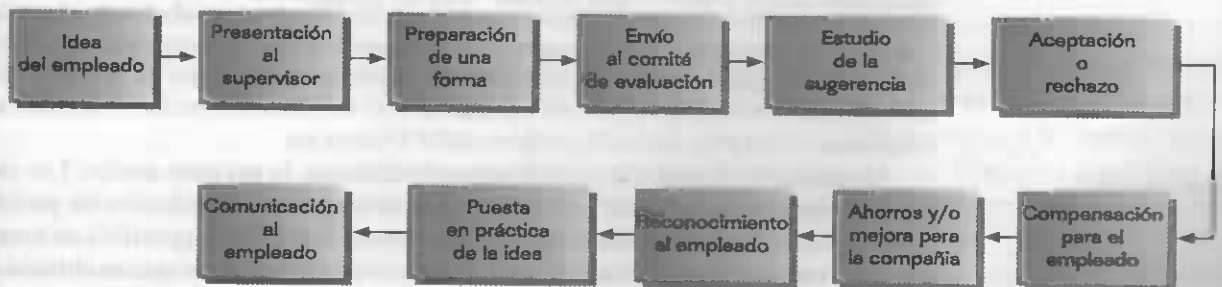 Idea
del empleado
Presentación
al
supervisor
Preparación
de una
forma
Envío
al comité
de evaluación
Estudio
de la
sugerencia
Aceptación
o
rechazo
Compensación
para el
empleado
Ahorros y/o
mejora para
la compañía
Reconocimiento
al empleado
Puesta
en práctica
de la idea
Comunicación
al
empleado